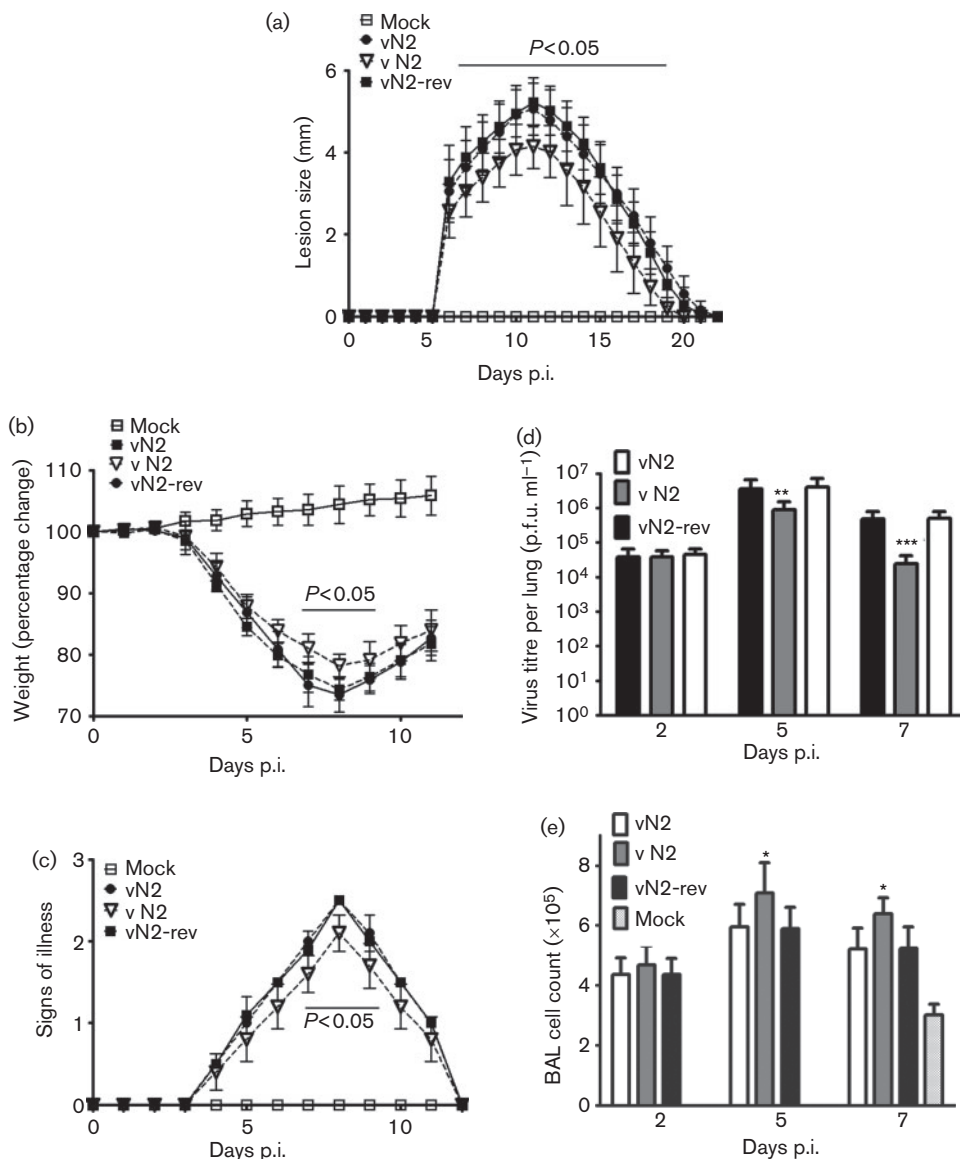 (a)
Mock
vN2
v N2
vN2-rev
P<0.05
6
4
2
0
Lesion size (mm)
0 5 10 15 20
Days p.i.
(b)
Mock
vN2
v N2
vN2-rev
110
100
90
80
70
Weight (percentage change)
P<0.05
0 5 10
Days p.i.
(c)
Mock
vN2
v N2
vN2-rev
3
2
1
0
Signs of illness
P<0.05
0 5 10
Days p.i.
(d)
vN2
v N2
vN2-rev
10⁷
10⁶
10⁵
10⁴
10³
10²
10¹
10⁰
Virus titre per lung (p.f.u. ml⁻¹)
**
***
2 5 7
Days p.i.
(e)
vN2
v N2
vN2-rev
Mock
8
6
4
2
0
BAL cell count (×10⁵)
*
*
2 5 7
Days p.i.